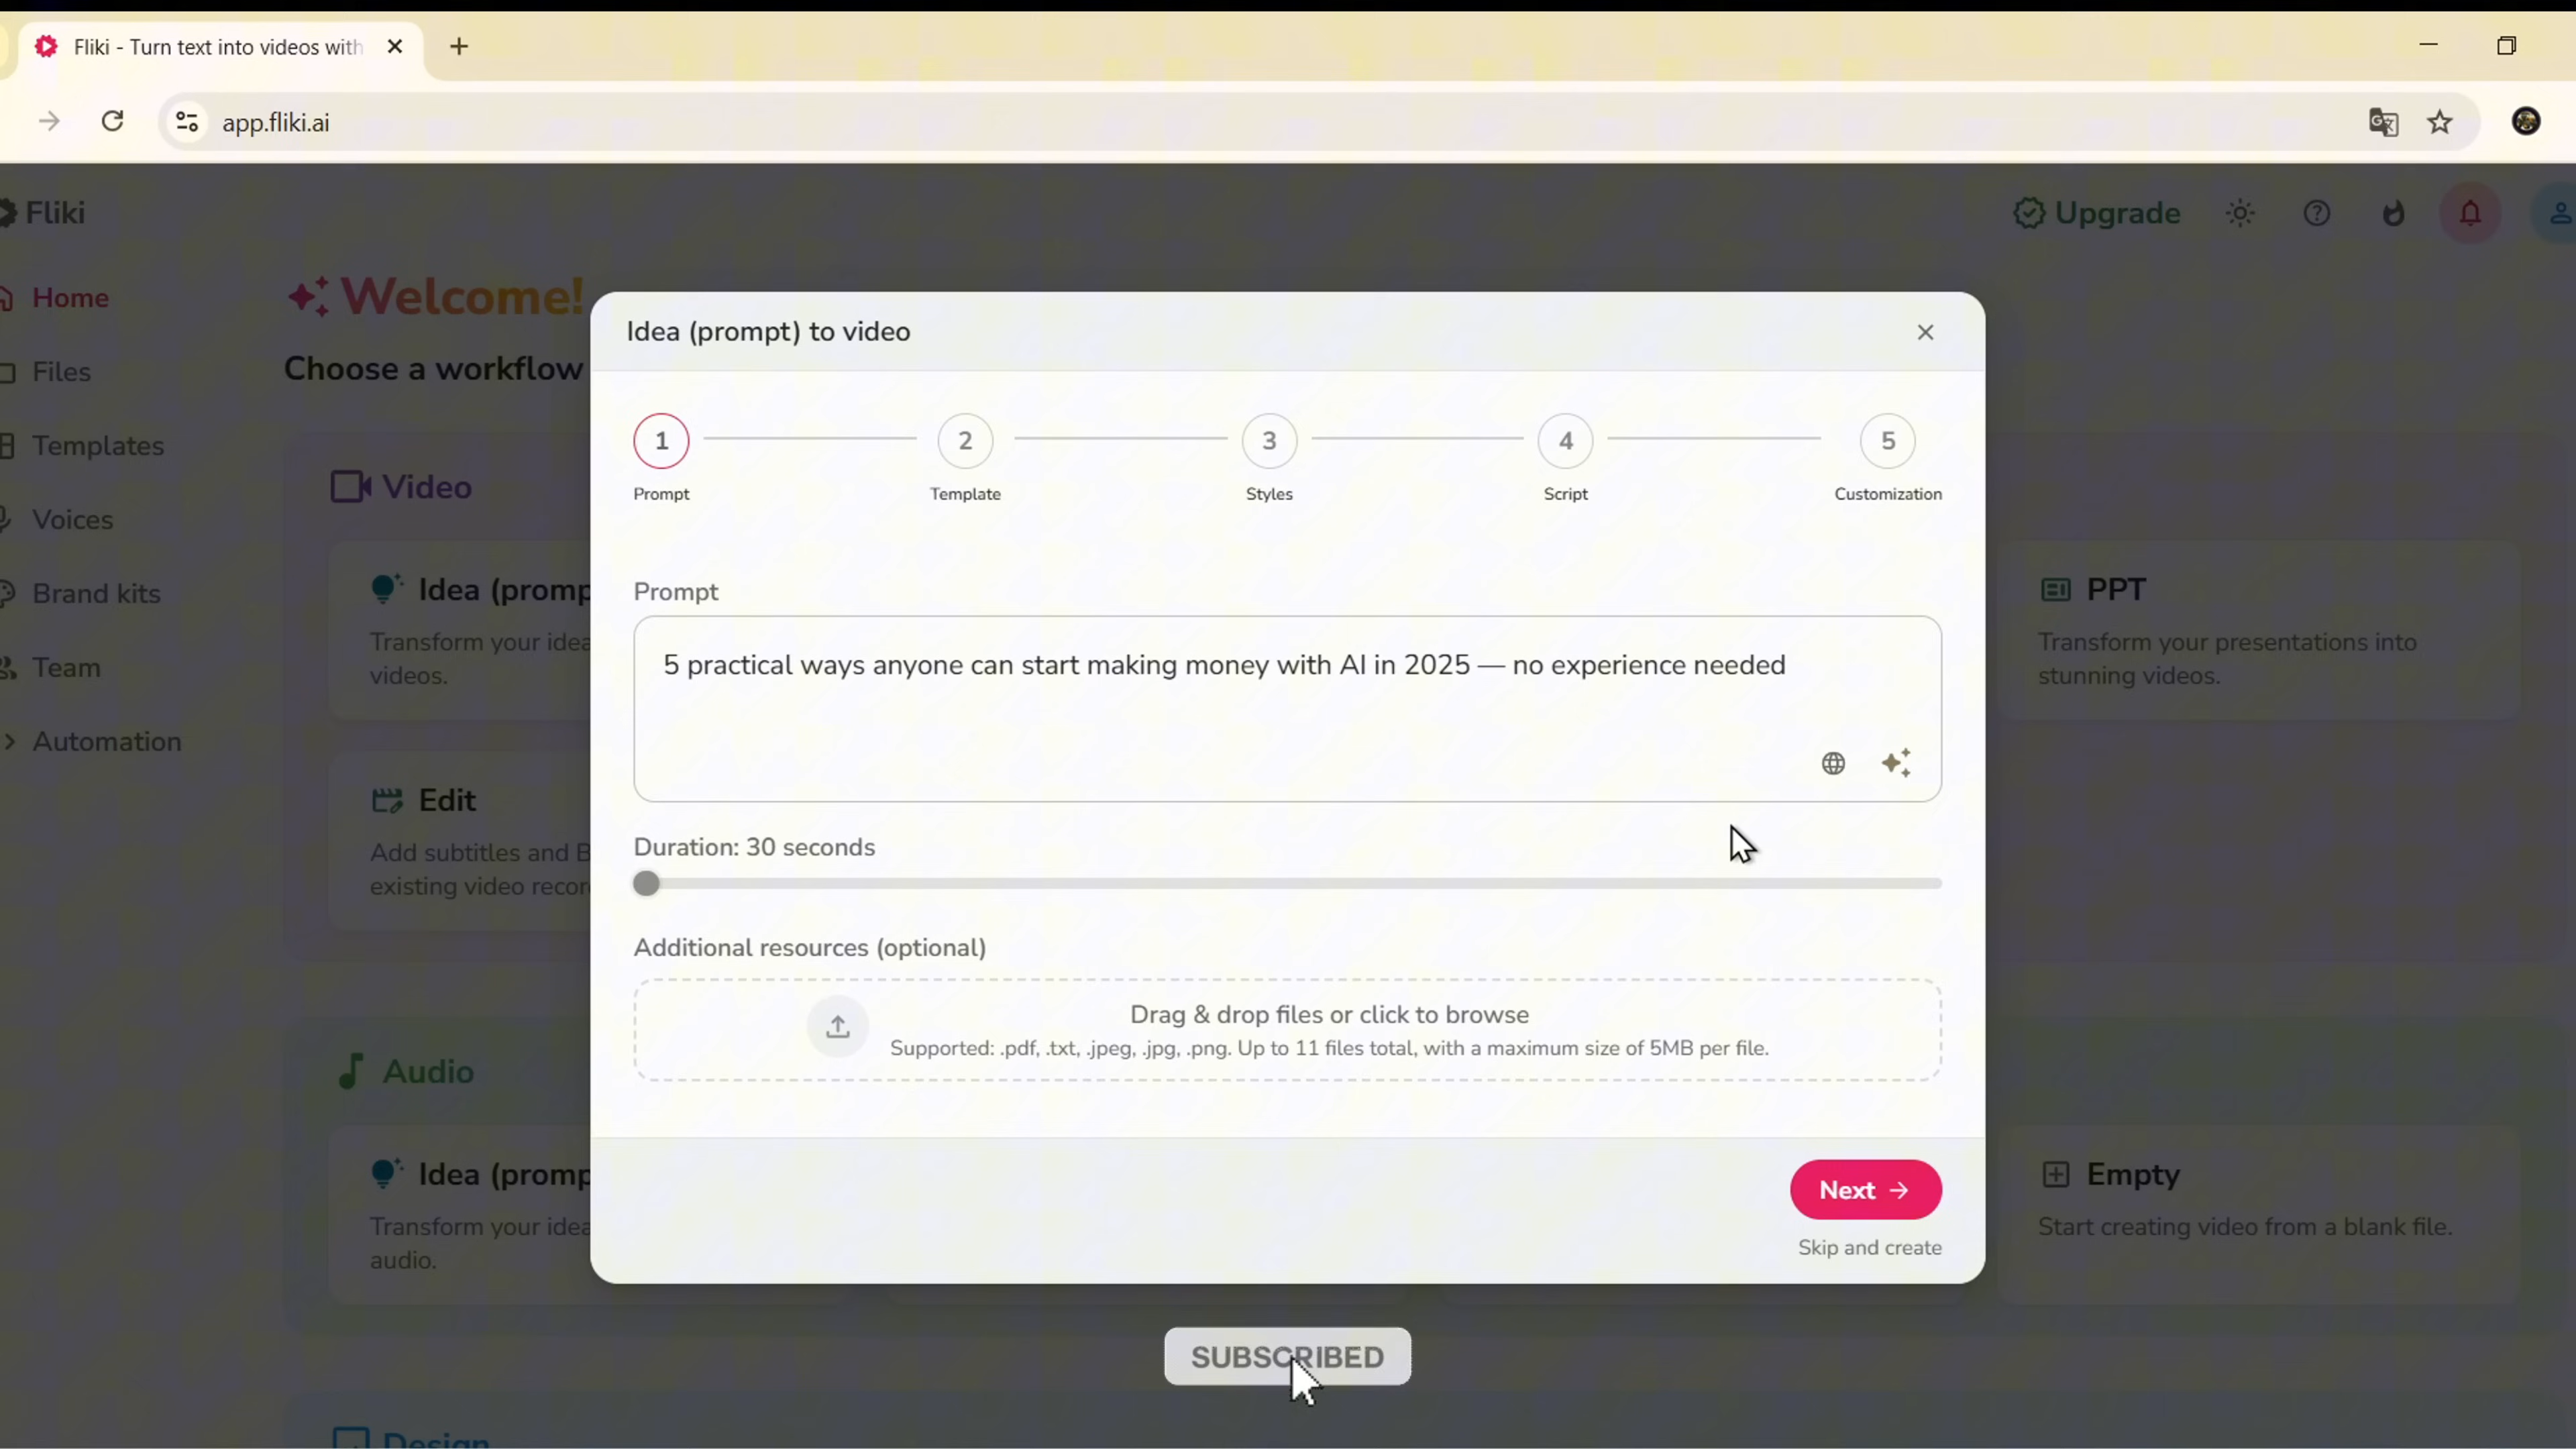 Fliki - Turn text into videos with
app.fliki.ai
Fliki
Upgrade
Home
Files
Templates
Voices
Brand kits
Team
Automation
Welcome!
Choose a workflow
Video
Idea (promp
Transform your idea
videos.
Edit
Add subtitles and B
existing video recor
PPT
Transform your presentations into
stunning videos.
Audio
Idea (promp
Transform your idea
audio.
Empty
Start creating video from a blank file.
Design
Idea (prompt) to video
1
2
3
4
5
Prompt
Template
Styles
Script
Customization
Prompt
5 practical ways anyone can start making money with AI in 2025 — no experience needed
Duration: 30 seconds
Additional resources (optional)
Drag & drop files or click to browse
Supported: .pdf, .txt, .jpeg, .jpg, .png. Up to 11 files total, with a maximum size of 5MB per file.
Next
Skip and create
SUBSCRIBED